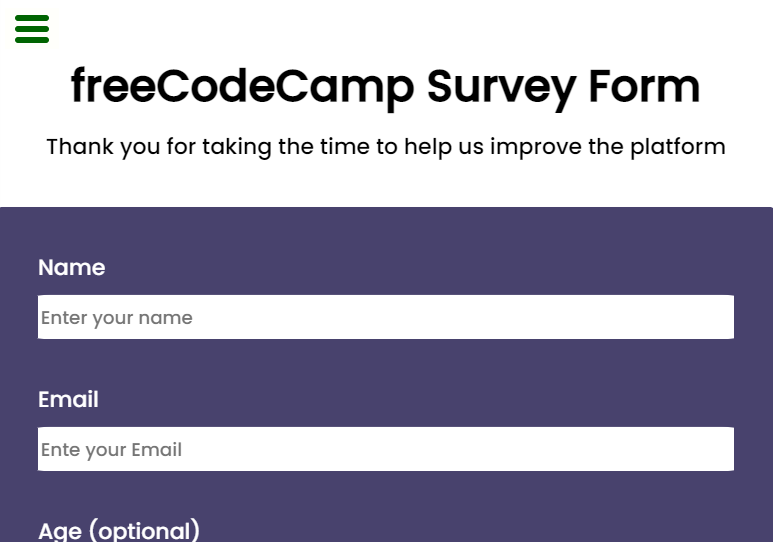 freeCodeCamp Survey Form
Thank you for taking the time to help us improve the platform
Name
Enter your name
Email
Ente your Email
Age (optional)